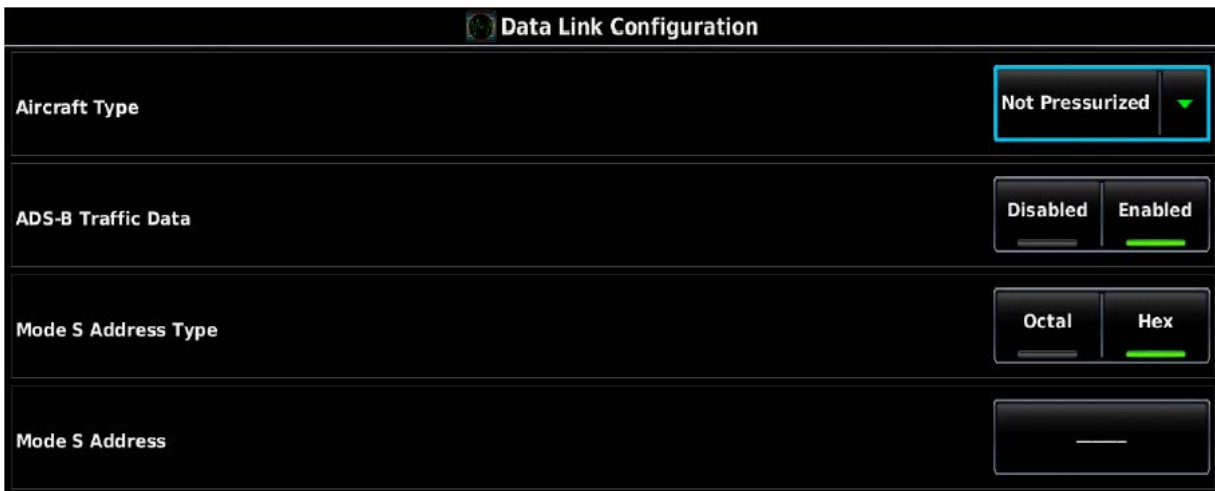 Data Link Configuration
Aircraft Type
Not Pressurized
ADS-B Traffic Data
Disabled Enabled
Mode S Address Type
Octal Hex
Mode S Address
______